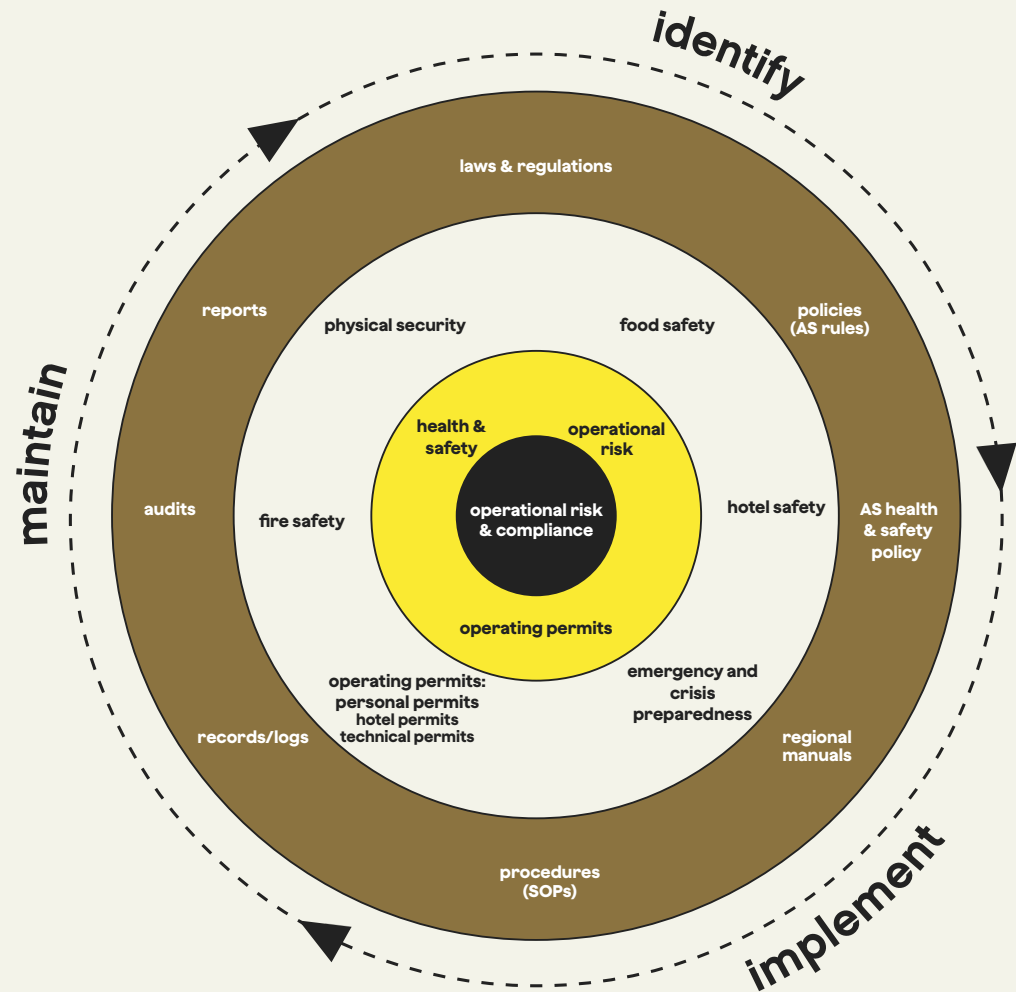 identify
laws & regulations
reports
policies
(AS rules)
physical security
food safety
maintain
health &
safety
operational
risk
audits
fire safety
operational risk
& compliance
hotel safety
AS health
& safety
policy
operating permits
operating permits:
personal permits
hotel permits
technical permits
emergency and
crisis
preparedness
records/logs
regional
manuals
procedures
(SOPs)
implement